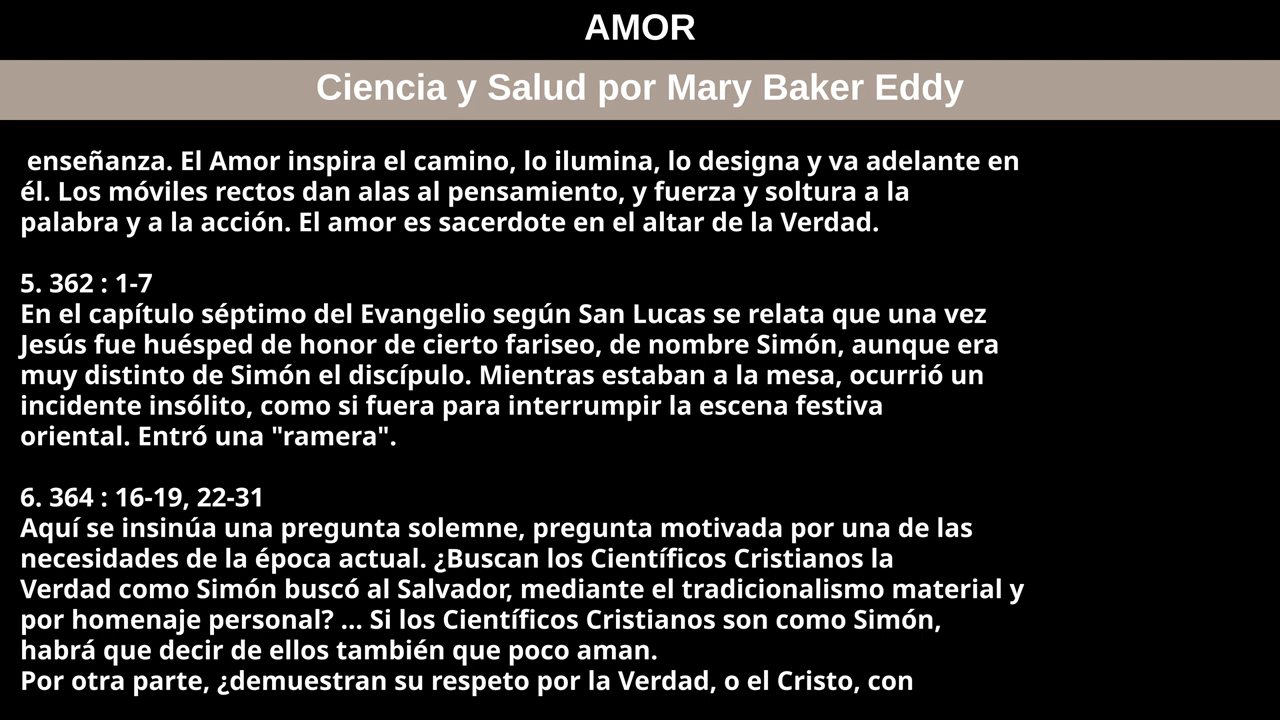 AMOR
Ciencia y Salud por Mary Baker Eddy
enseñanza. El Amor inspira el camino, lo ilumina, lo designa y va adelante en
él. Los móviles rectos dan alas al pensamiento, y fuerza y soltura a la
palabra y a la acción. El amor es sacerdote en el altar de la Verdad.
5. 362 : 1-7
En el capítulo séptimo del Evangelio según San Lucas se relata que una vez
Jesús fue huésped de honor de cierto fariseo, de nombre Simón, aunque era
muy distinto de Simón el discípulo. Mientras estaban a la mesa, ocurrió un
incidente insólito, como si fuera para interrumpir la escena festiva
oriental. Entró una "ramera".
6. 364 : 16-19, 22-31
Aquí se insinúa una pregunta solemne, pregunta motivada por una de las
necesidades de la época actual. ¿Buscan los Científicos Cristianos la
Verdad como Simón buscó al Salvador, mediante el tradicionalismo material y
por homenaje personal? ... Si los Científicos Cristianos son como Simón,
habrá que decir de ellos también que poco aman.
Por otra parte, ¿demuestran su respeto por la Verdad, o el Cristo, con